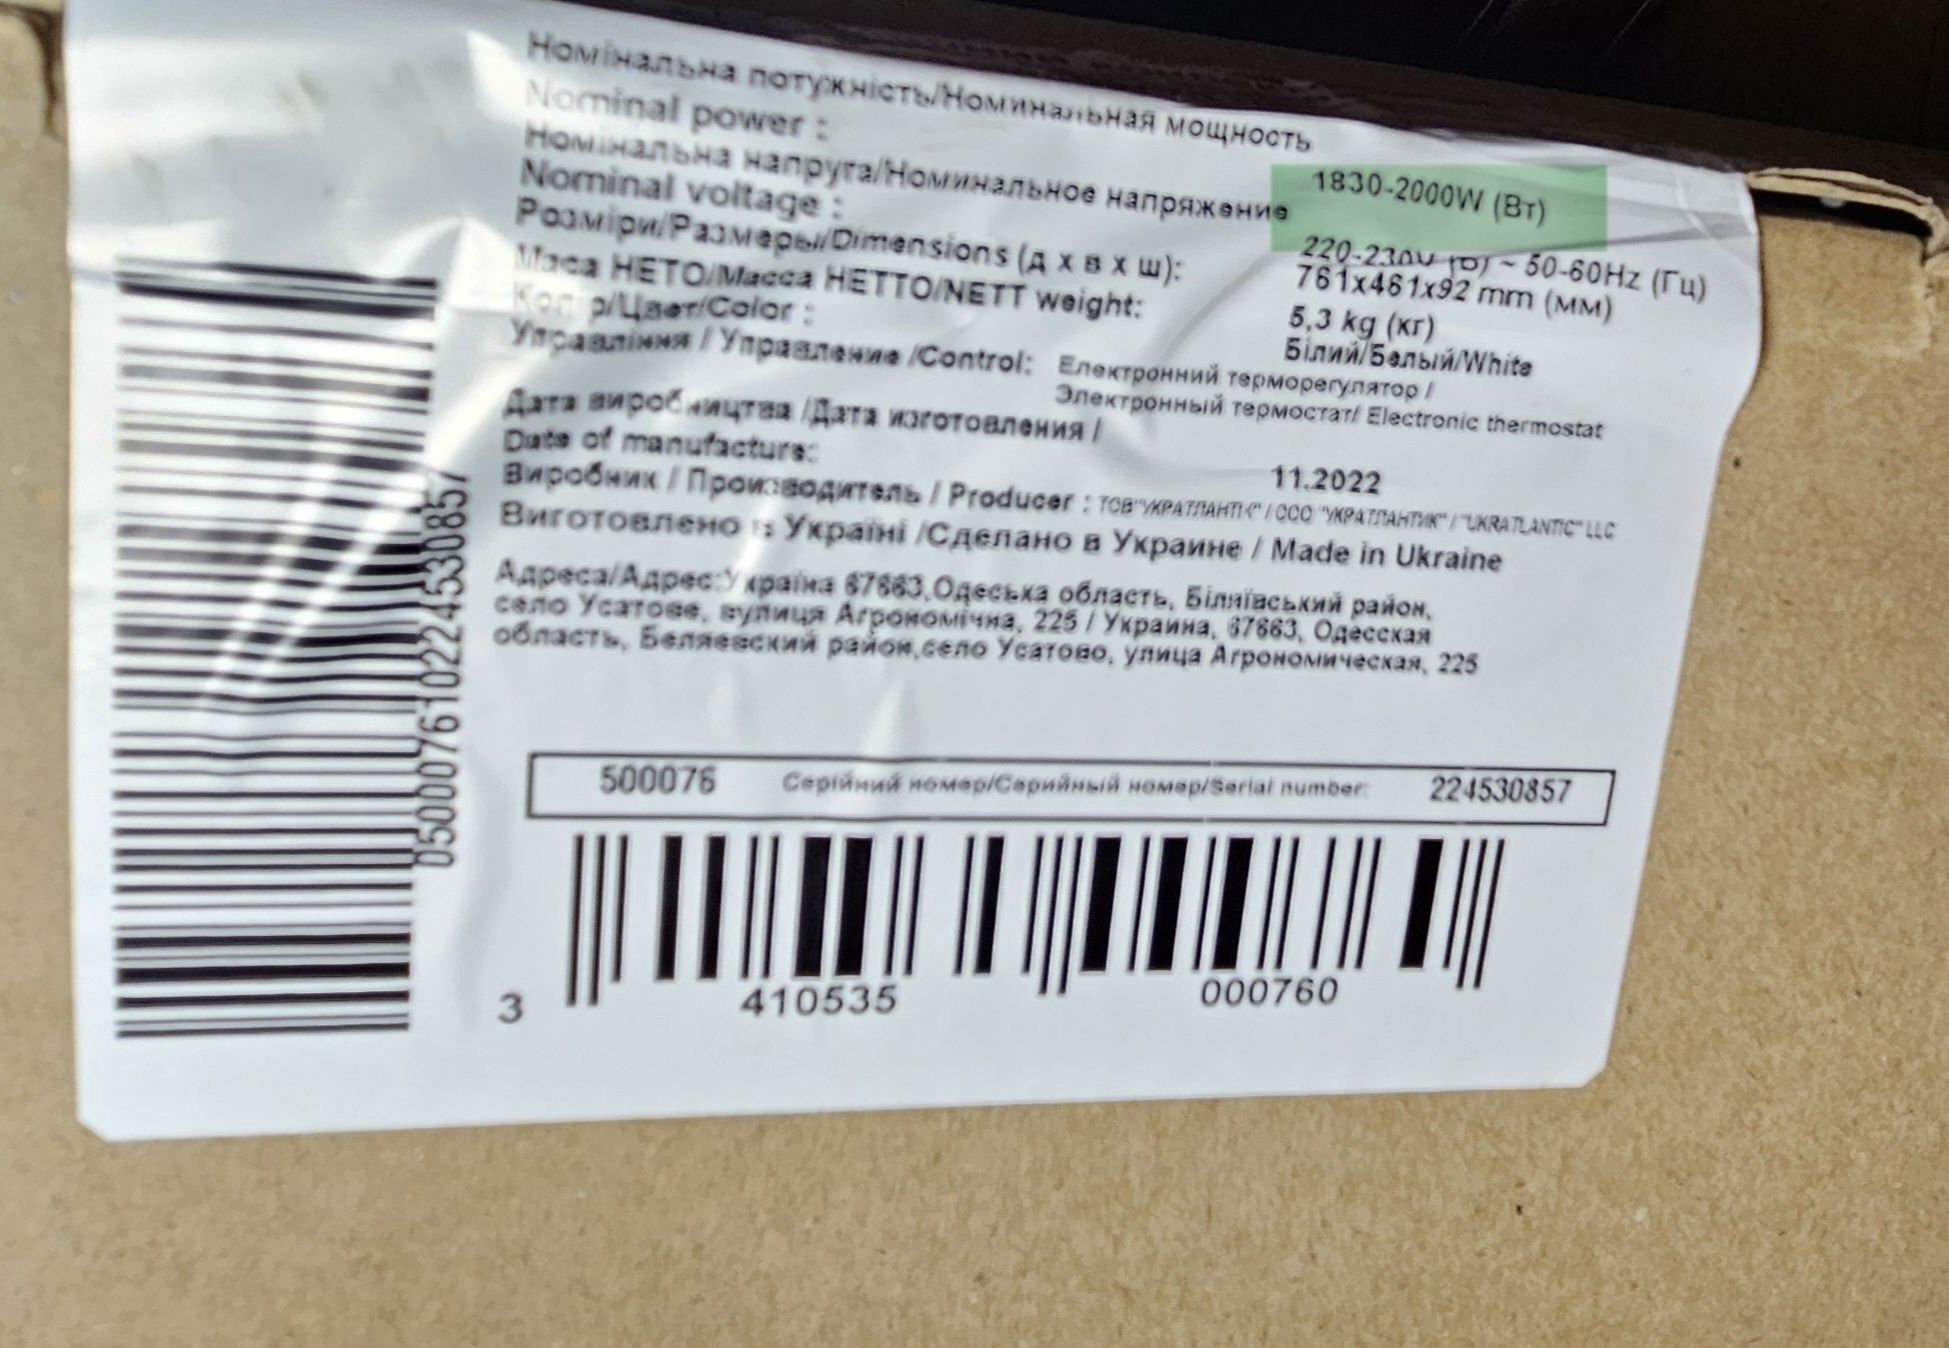 Номінальна потужність/Номинальная мощность
Nominal power : 1830-2000W (Вт)
Номінальна напруга/Номинальное напряжение
Nominal voltage : 220-230V (В) ~ 50-60Hz (Гц)
Розміри/Размеры/Dimensions (д х в х ш): 761x461x92 mm (мм)
Маса НЕТО/Масса НЕТТО/NETT weight: 5,3 kg (кг)
Колір/Цвет/Color : Білий/Белый/White
Управління / Управление /Control: Електронний терморегулятор /
Электронный термостат/ Electronic thermostat
Дата виробництва /Дата изготовления /
Date of manufacture: 11.2022
Виробник / Производитель / Producer : ТОВ"УКРАТЛАНТІК" / ООО "УКРАТЛАНТИК" / "UKRATLANTIC" LLC
Виготовлено в Україні /Сделано в Украине / Made in Ukraine
Адреса/Адрес:Україна 67663,Одеська область, Біляївський район,
село Усатове, вулиця Агрономічна, 225 / Украина, 67663, Одесская
область, Беляевский район,село Усатово, улица Агрономическая, 225
05000761022453085​7
500076 Серійний номер/Серийный номер/Serial number: 224530857
3 410535 000760